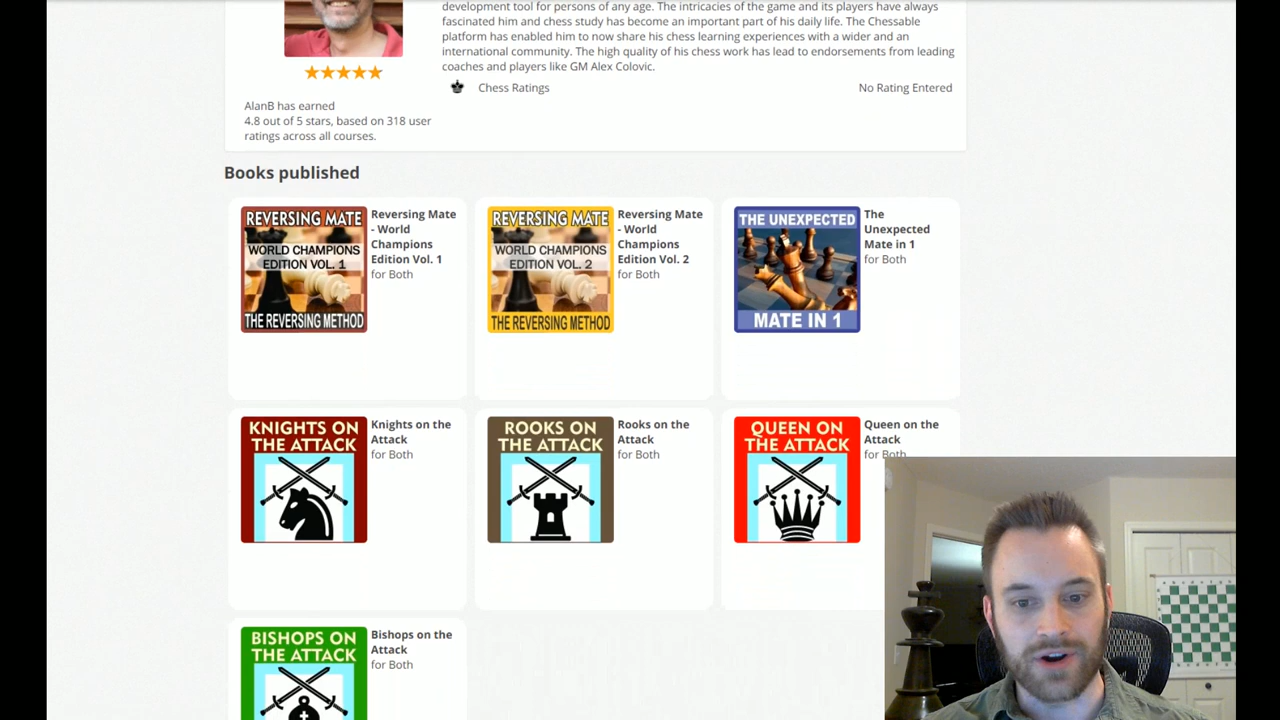 development tool for persons of any age. The intricacies of the game and its players have always
fascinated him and chess study has become an important part of his daily life. The Chessable
platform has enabled him to now share his chess learning experiences with a wider and an
international community. The high quality of his chess work has lead to endorsements from leading
coaches and players like GM Alex Colovic.
Chess Ratings
No Rating Entered
AlanB has earned
4.8 out of 5 stars, based on 318 user
ratings across all courses.
Books published
REVERSING MATE
WORLD CHAMPIONS
EDITION VOL. 1
THE REVERSING METHOD
Reversing Mate
- World
Champions
Edition Vol. 1
for Both
REVERSING MATE
WORLD CHAMPIONS
EDITION VOL. 2
THE REVERSING METHOD
Reversing Mate
- World
Champions
Edition Vol. 2
for Both
THE UNEXPECTED
MATE IN 1
The
Unexpected
Mate in 1
for Both
KNIGHTS ON
THE ATTACK
Knights on the
Attack
for Both
ROOKS ON
THE ATTACK
Rooks on the
Attack
for Both
QUEEN ON
THE ATTACK
Queen on the
Attack
for Both
BISHOPS ON
THE ATTACK
Bishops on the
Attack
for Both